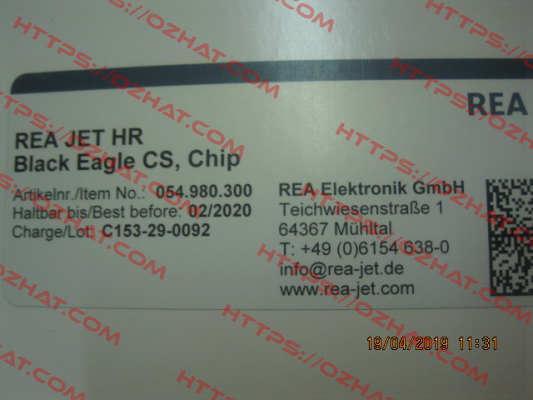 REA
REA JET HR
Black Eagle CS, Chip
Artikelnr./Item No.: 054.980.300
Haltbar bis/Best before: 02/2020
Charge/Lot: C153-29-0092
REA Elektronik GmbH
Teichwiesenstraße 1
64367 Mühltal
T: +49 (0)6154 638-0
info@rea-jet.de
www.rea-jet.com
19/04/2019 11:31
HTTPS://OZHAT.COM